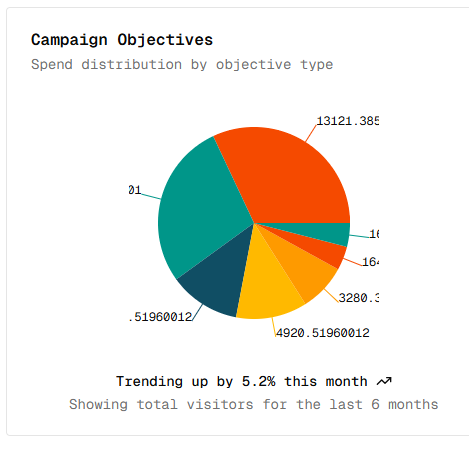 Campaign Objectives
Spend distribution by objective type
13121.385
01
16
164
3280.3
4920.51960012
.51960012
Trending up by 5.2% this month
Showing total visitors for the last 6 months